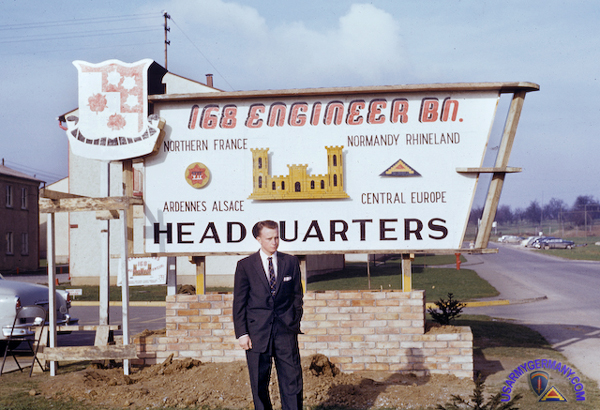 168 ENGINEER BN.
NORTHERN FRANCE NORMANDY RHINELAND
ARDENNES ALSACE CENTRAL EUROPE
HEADQUARTERS
USARMYGERMANY.COM